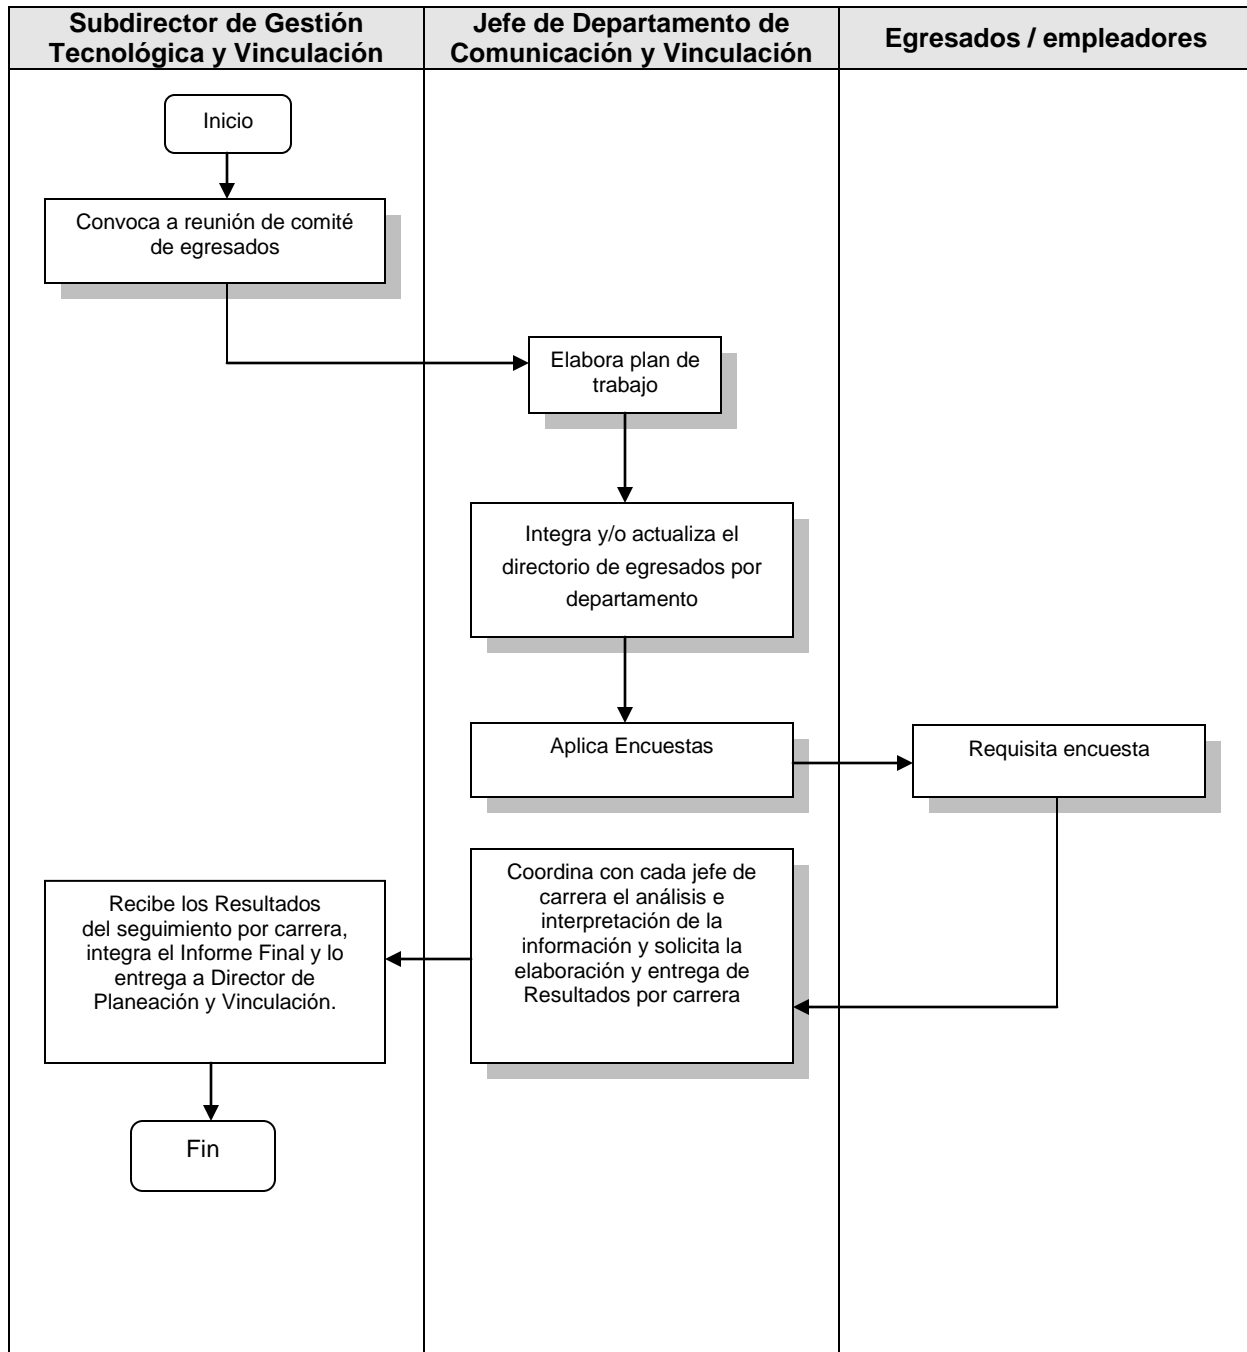 Subdirector de Gestión
Tecnológica y Vinculación
Jefe de Departamento de
Comunicación y Vinculación
Egresados / empleadores
Inicio
Convoca a reunión de comité
de egresados
Elabora plan de
trabajo
Integra y/o actualiza el
directorio de egresados por
departamento
Aplica Encuestas
Requisita encuesta
Coordina con cada jefe de
carrera el análisis e
interpretación de la
información y solicita la
elaboración y entrega de
Resultados por carrera
Recibe los Resultados
del seguimiento por carrera,
integra el Informe Final y lo
entrega a Director de
Planeación y Vinculación.
Fin